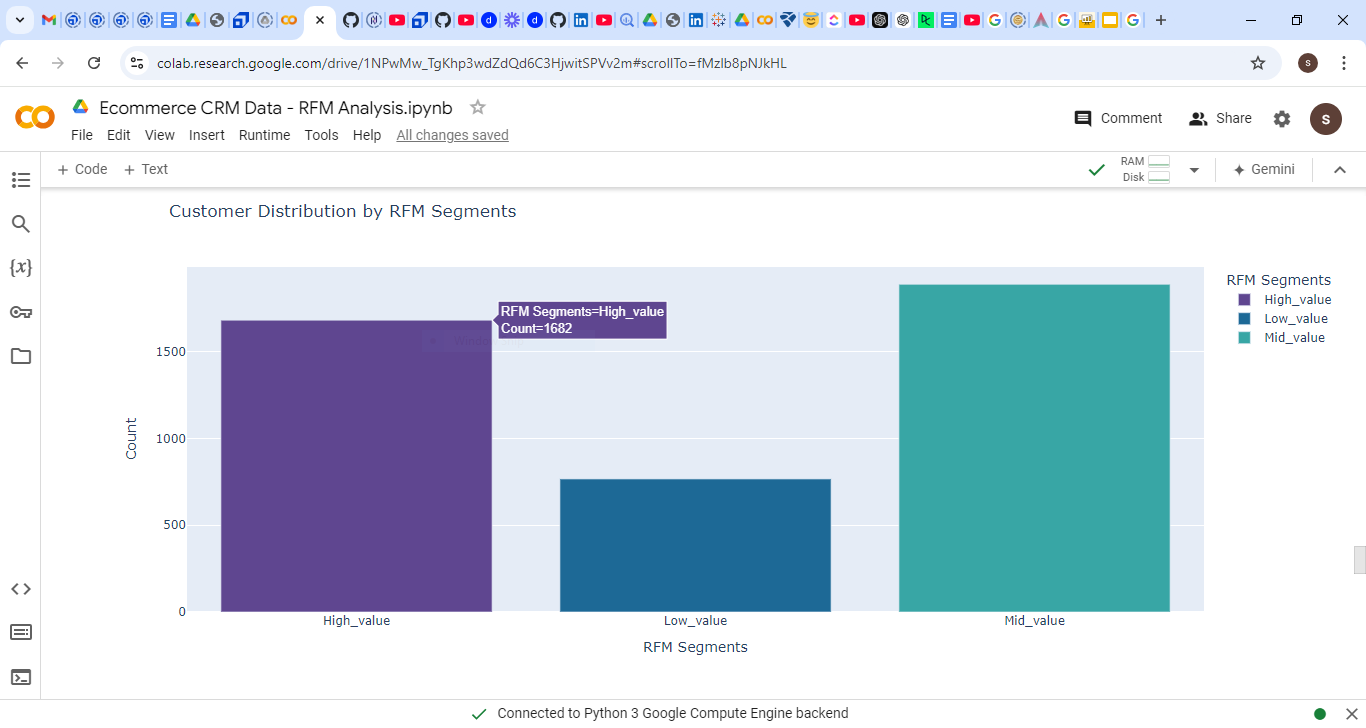 colab.research.google.com/drive/1NPwMw_TgKhp3wdZdQd6C3HjwitSPVv2m#scrollTo=fMzlb8pNJkHL
S
Ecommerce CRM Data - RFM Analysis.ipynb
File Edit View Insert Runtime Tools Help All changes saved
Comment Share S
+ Code + Text
RAM
Disk
Gemini
Customer Distribution by RFM Segments
RFM Segments
High_value
Low_value
Mid_value
RFM Segments=High_value
Count=1682
Count
1500
1000
500
0
High_value Low_value Mid_value
RFM Segments
Connected to Python 3 Google Compute Engine backend